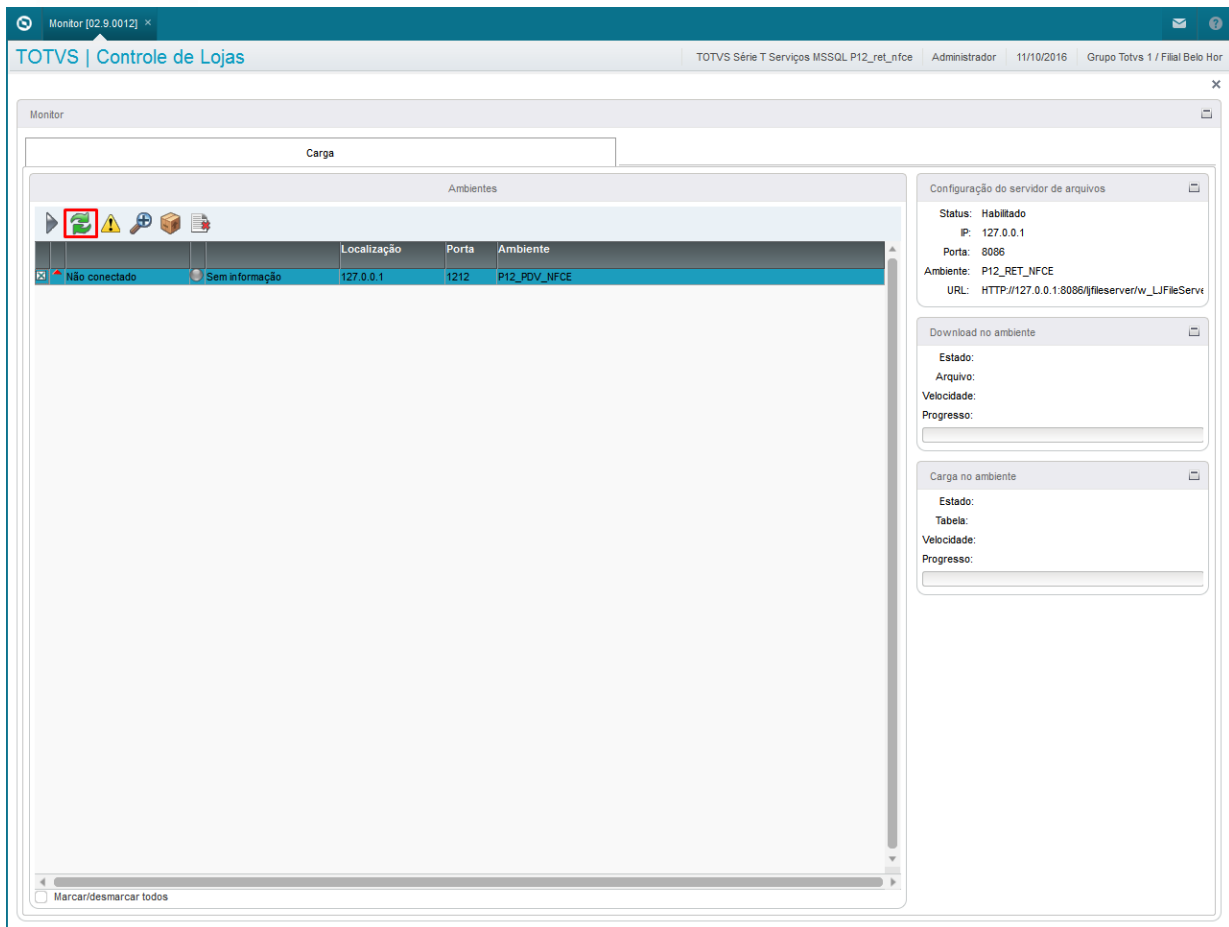 Monitor [02.9.0012] ×
TOTVS | Controle de Lojas
TOTVS Série T Serviços MSSQL P12_ret_nfce
Administrador
11/10/2016
Grupo Totvs 1 / Filial Belo Hor
Monitor
Carga
Ambientes
Localização Porta Ambiente
Não conectado Sem informação 127.0.0.1 1212 P12_PDV_NFCE
Marcar/desmarcar todos
Configuração do servidor de arquivos
Status: Habilitado
IP: 127.0.0.1
Porta: 8086
Ambiente: P12_RET_NFCE
URL: HTTP://127.0.0.1:8086/ljfileserver/w_LJFileServe
Download no ambiente
Estado:
Arquivo:
Velocidade:
Progresso:
Carga no ambiente
Estado:
Tabela:
Velocidade:
Progresso: